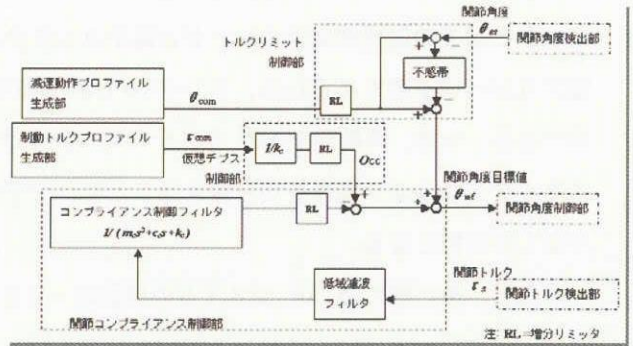 関節角度
θet
関節角度検出部
トルクリミット
制御部
不感帯
減速動作プロファイル
生成部
θcom
RL
制動トルクプロファイル
生成部
τcom
仮想デプス
制御部
1/kc
RL
Occ
関節角度目標値
θref
関節角度制御部
コンプライアンス制御フィルタ
1/(mcs²+ccs+kc)
RL
低域濾波
フィルタ
関節トルク
τs
関節トルク検出部
関節コンプライアンス制御部
注: RL=増分リミッタ